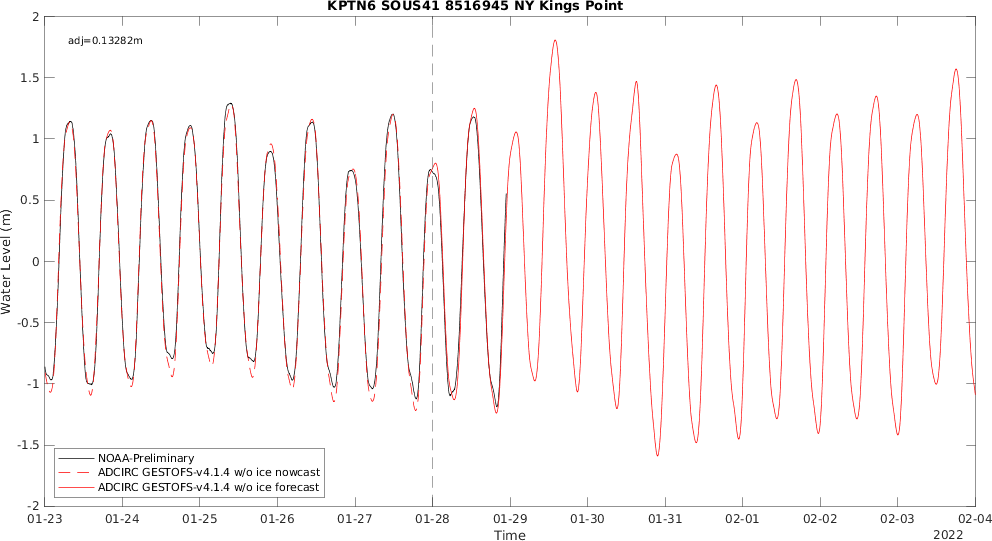 KPTN6 SOUS41 8516945 NY Kings Point
adj=0.13282m
2
1.5
1
0.5
0
-0.5
-1
-1.5
-2
Water Level (m)
NOAA-Preliminary
ADCIRC GESTOFS-v4.1.4 w/o ice nowcast
ADCIRC GESTOFS-v4.1.4 w/o ice forecast
01-23 01-24 01-25 01-26 01-27 01-28 01-29 01-30 01-31 02-01 02-02 02-03 02-04
Time
2022